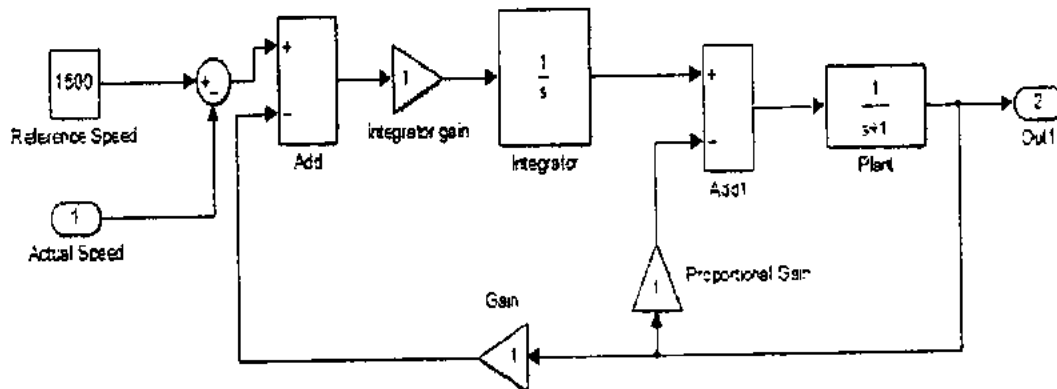 1500
Reference Speed
1
Actual Speed
+
-
+
-
Add
1
Integrator gain
1
s
Integrator
+
-
Add1
1
s+1
Plant
2
Out1
1
Proportional Gain
Gain
1